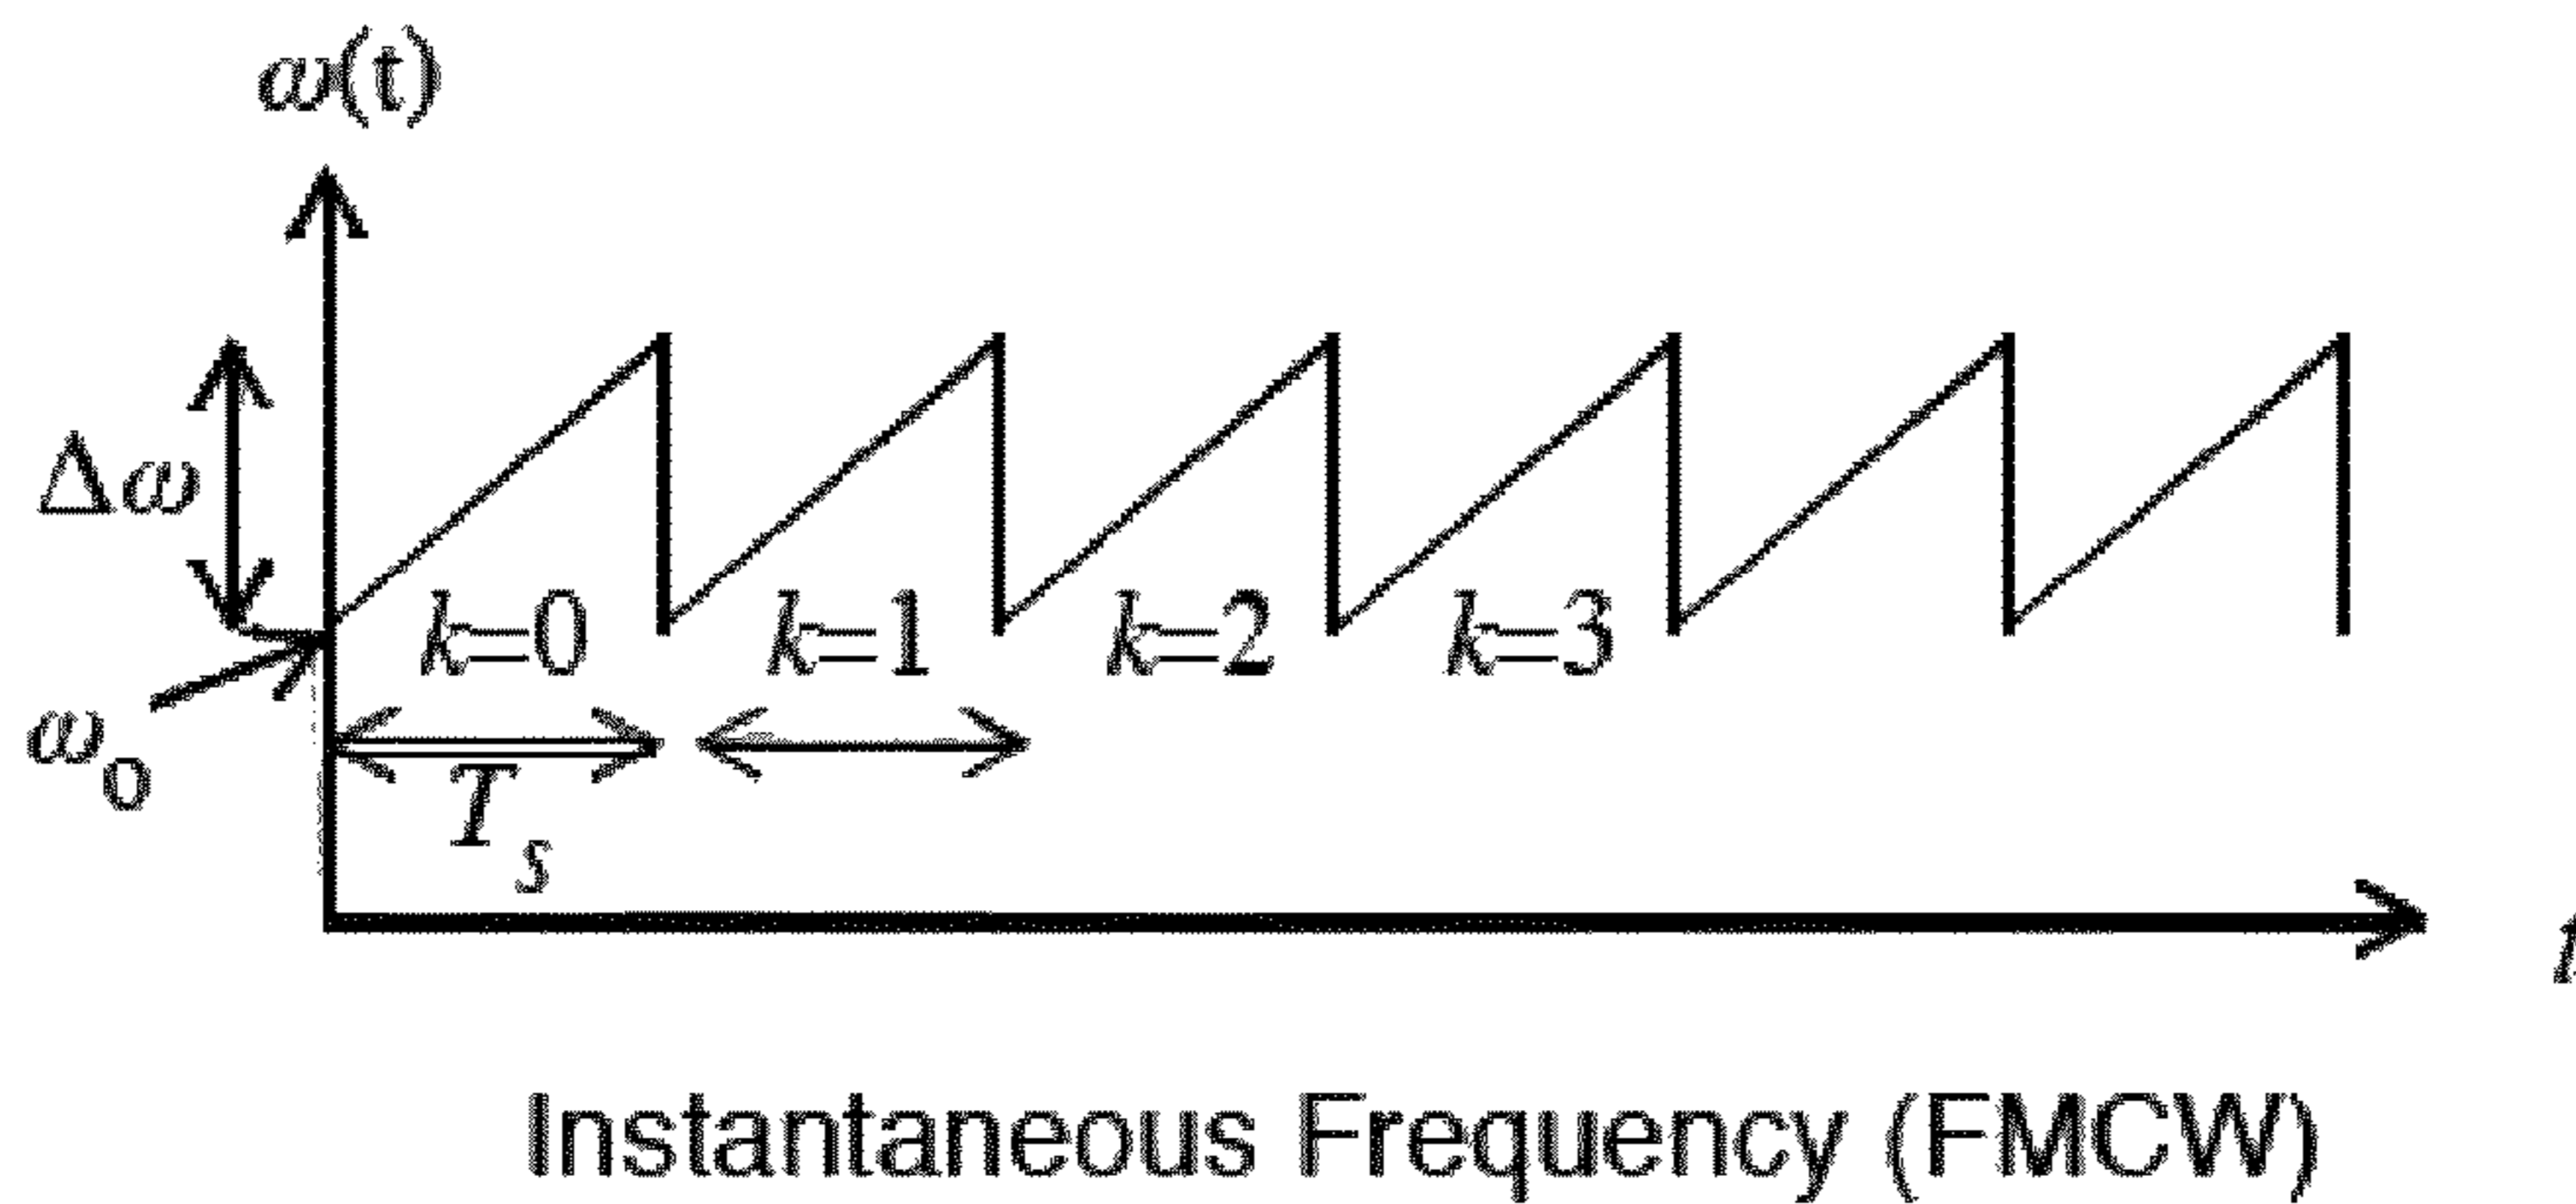 ω(t)
Δω
k=0 k=1 k=2 k=3
ω₀
Tₛ
t
Instantaneous Frequency (FMCW)